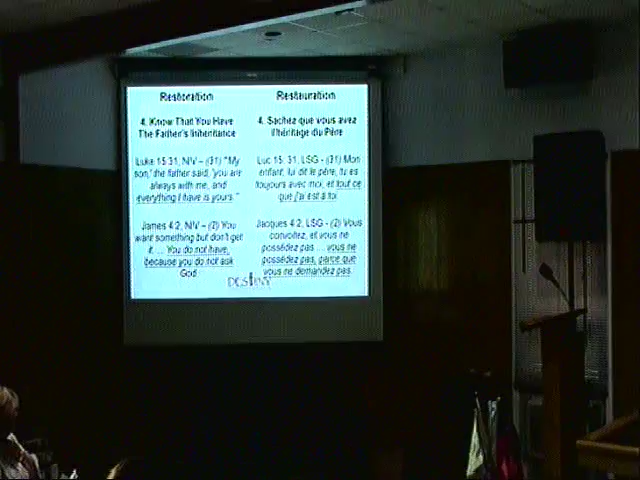 Restoration
4. Know That You Have
The Father's Inheritance
Luke 15:31, NIV – (31) "My
son,' the father said, 'you are
always with me, and
everything I have is yours."
James 4:2, NIV – (2) You
want something but don't get
it. ... You do not have,
because you do not ask
God.
Restauration
4. Sachez que vous avez
l'héritage du Père
Luc 15: 31, LSG - (31) Mon
enfant, lui dit le père, tu es
toujours avec moi, et tout ce
que j'ai est à toi
Jacques 4:2, LSG - (2) Vous
convoitez, et vous ne
possédez pas ... vous ne
possédez pas, parce que
vous ne demandez pas.
DESTINY